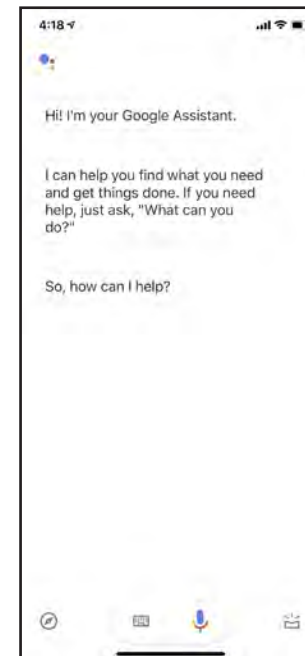 4:18
Hi! I'm your Google Assistant.
I can help you find what you need
and get things done. If you need
help, just ask, "What can you
do?"
So, how can I help?